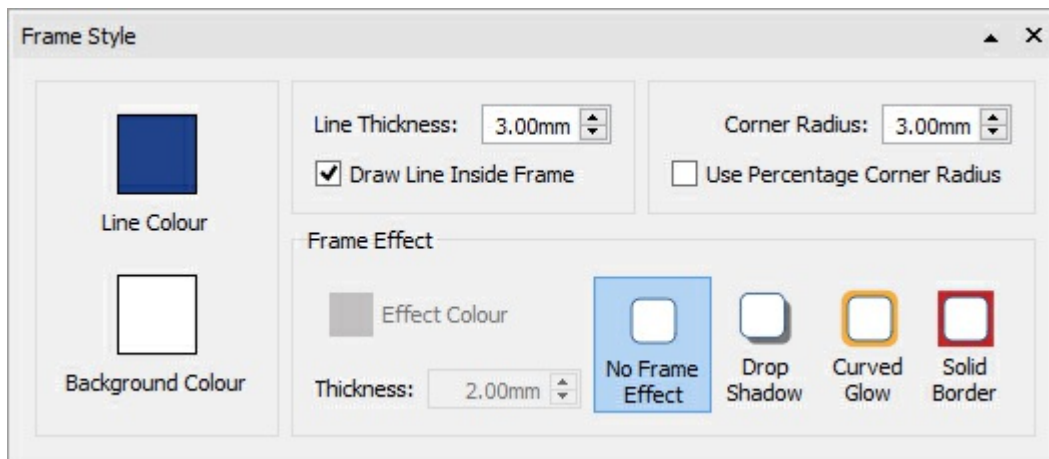 Frame Style
Line Colour
Background Colour
Line Thickness: 3.00mm
Draw Line Inside Frame
Corner Radius: 3.00mm
Use Percentage Corner Radius
Frame Effect
Effect Colour
Thickness: 2.00mm
No Frame
Effect
Drop
Shadow
Curved
Glow
Solid
Border